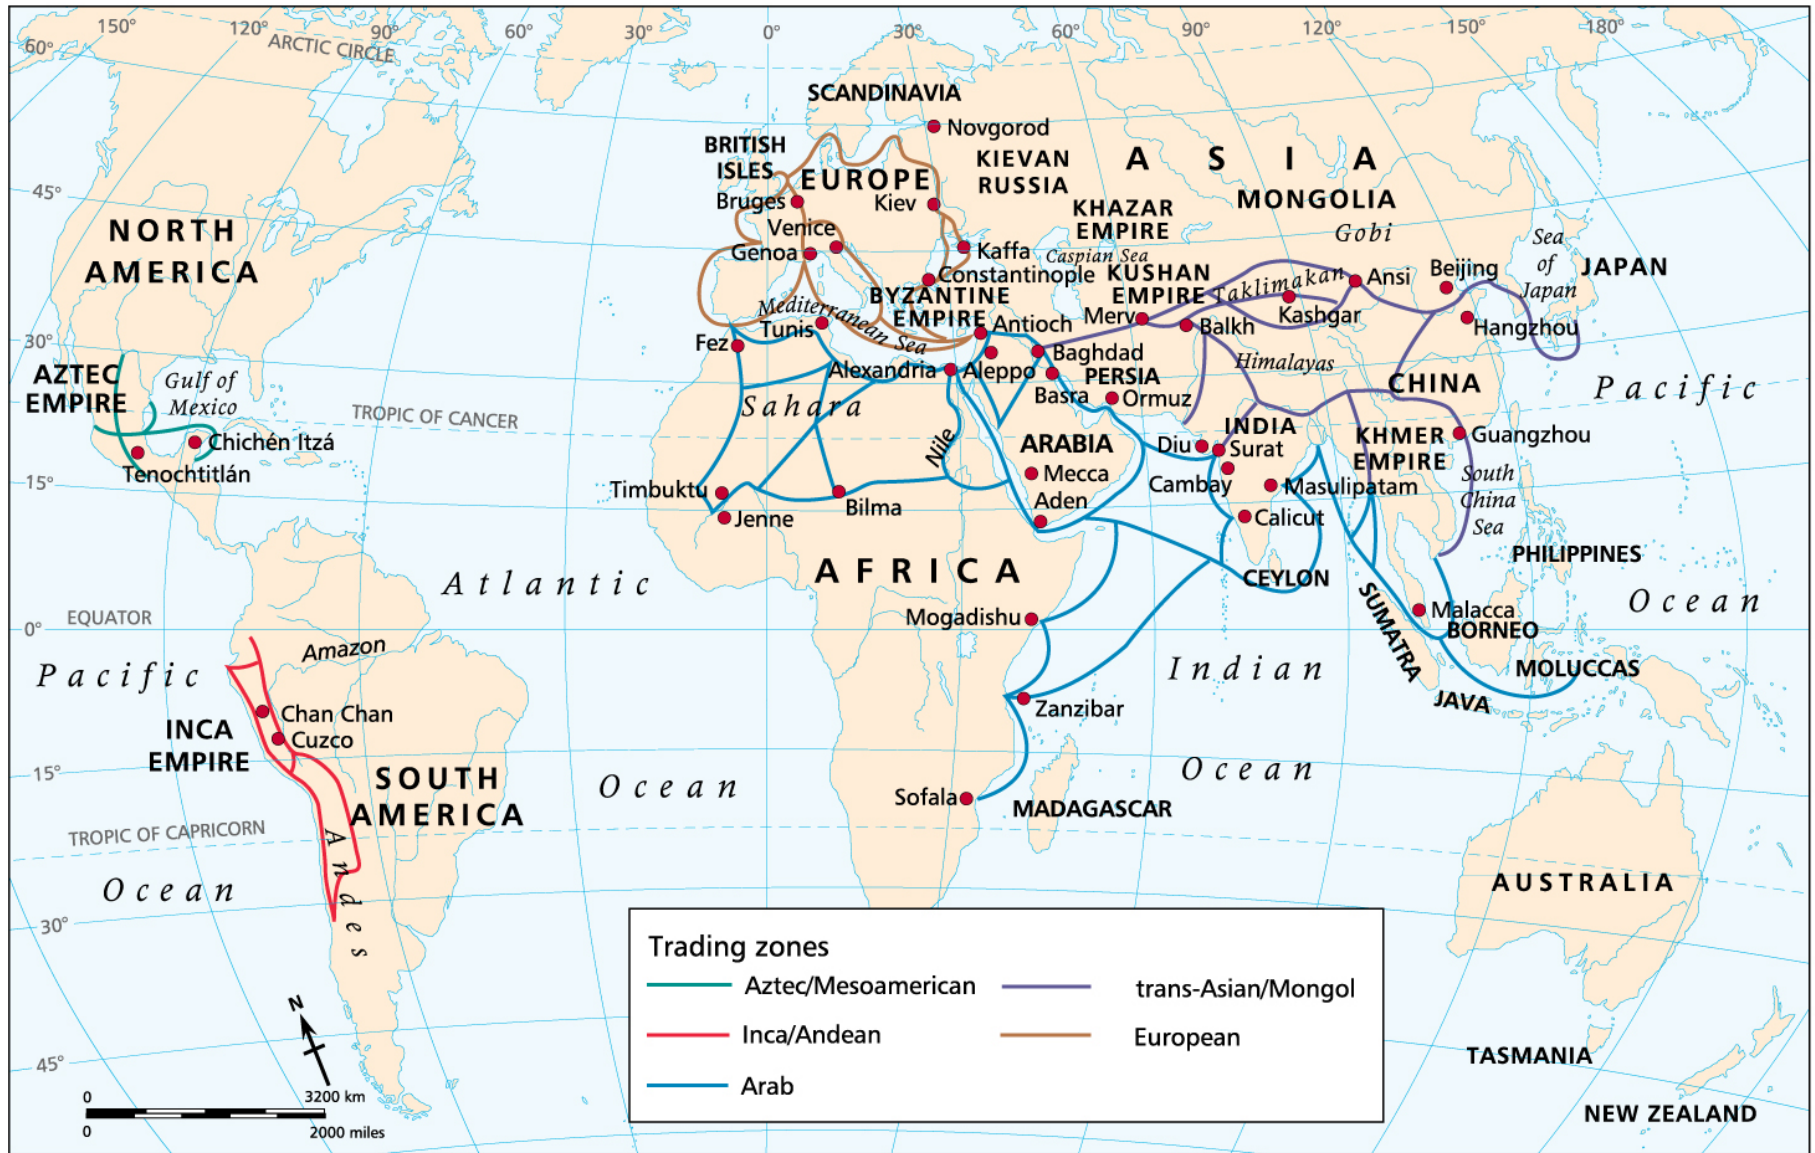 150°
120°
90°
60°
30°
0°
30°
60°
90°
120°
150°
180°
60°
ARCTIC CIRCLE
SCANDINAVIA
Novgorod
BRITISH
ISLES
KIEVAN
RUSSIA
ASIA
EUROPE
MONGOLIA
45°
Bruges
Kiev
KHAZAR
EMPIRE
Gobi
NORTH
AMERICA
Venice
Genoa
Kaffa
Caspian Sea
Sea
of
Japan
JAPAN
Constantinople
KUSHAN
EMPIRE
Taklimakan
Ansi
Beijing
BYZANTINE
EMPIRE
Mediterranean Sea
Merv
Kashgar
Balkh
Hangzhou
30°
Fez
Tunis
Antioch
Baghdad
Himalayas
AZTEC
EMPIRE
Gulf of
Mexico
Alexandria
Aleppo
PERSIA
Basra
Ormuz
CHINA
Pacific
TROPIC OF CANCER
Sahara
Nile
ARABIA
Diu
INDIA
Surat
KHMER
EMPIRE
Guangzhou
Chichén Itzá
Tenochtitlán
15°
Timbuktu
Jenne
Bilma
Mecca
Aden
Cambay
Masulipatam
Calicut
South
China
Sea
Atlantic
AFRICA
CEYLON
PHILIPPINES
EQUATOR
0°
Mogadishu
SUMATRA
Malacca
BORNEO
Ocean
Pacific
Amazon
Indian
MOLUCCAS
JAVA
Zanzibar
INCA
EMPIRE
Chan Chan
Cuzco
15°
SOUTH
AMERICA
Ocean
Ocean
Sofala
MADAGASCAR
TROPIC OF CAPRICORN
Andes
Ocean
AUSTRALIA
30°
45°
TASMANIA
NEW ZEALAND
N
0
3200 km
0
2000 miles
Trading zones
Aztec/Mesoamerican
trans-Asian/Mongol
Inca/Andean
European
Arab